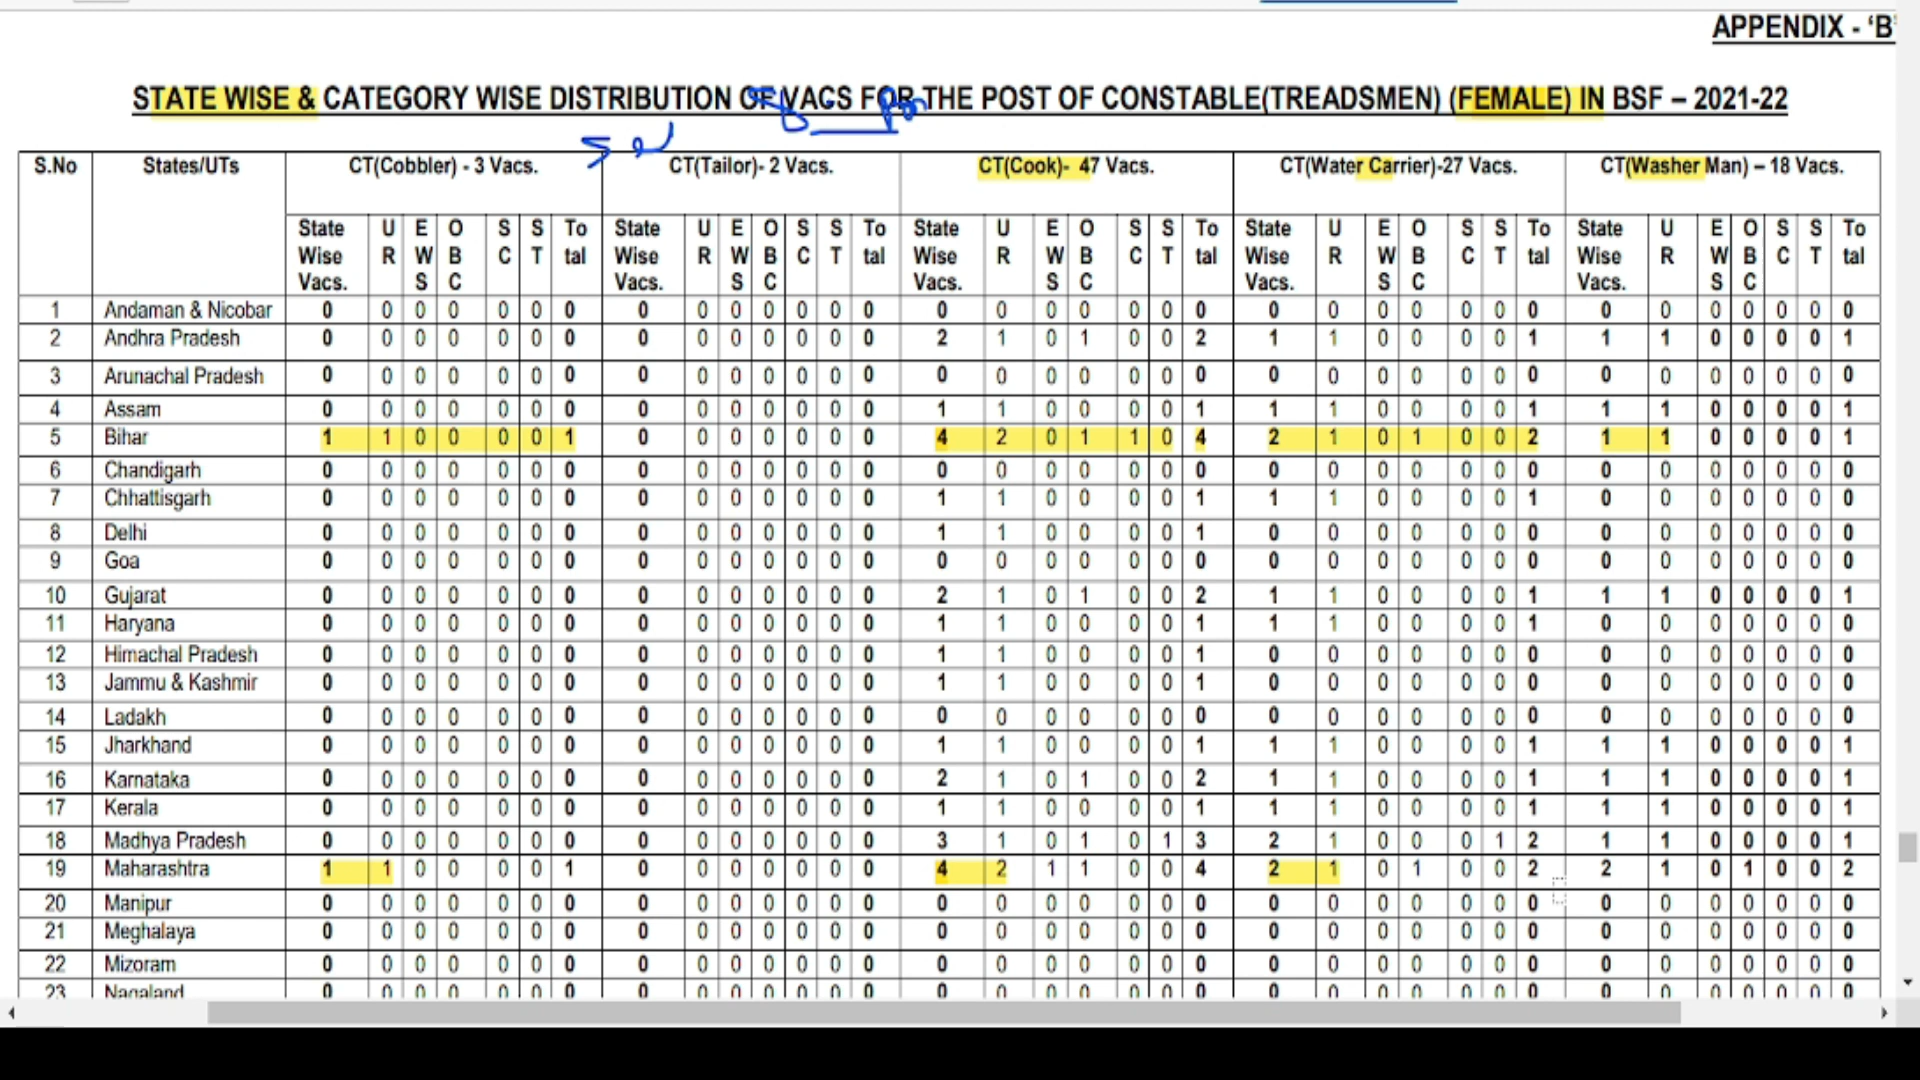 APPENDIX - 'B'
STATE WISE & CATEGORY WISE DISTRIBUTION OF VACS FOR THE POST OF CONSTABLE(TREADSMEN) (FEMALE) IN BSF – 2021-22
S.No States/UTs CT(Cobbler) - 3 Vacs. CT(Tailor)- 2 Vacs. CT(Cook)- 47 Vacs. CT(Water Carrier)-27 Vacs. CT(Washer Man) – 18 Vacs.
State Wise Vacs. UR EWS OBC SC ST Total State Wise Vacs. UR EWS OBC SC ST Total State Wise Vacs. UR EWS OBC SC ST Total State Wise Vacs. UR EWS OBC SC ST Total State Wise Vacs. UR EWS OBC SC ST Total
1 Andaman & Nicobar 0 0 0 0 0 0 0 0 0 0 0 0 0 0 0 0 0 0 0 0 0 0 0 0 0 0 0 0 0 0 0 0 0 0 0
2 Andhra Pradesh 0 0 0 0 0 0 0 0 0 0 0 0 0 0 2 1 0 1 0 0 2 1 1 0 0 0 0 1 1 1 0 0 0 0 1
3 Arunachal Pradesh 0 0 0 0 0 0 0 0 0 0 0 0 0 0 0 0 0 0 0 0 0 0 0 0 0 0 0 0 0 0 0 0 0 0 0
4 Assam 0 0 0 0 0 0 0 0 0 0 0 0 0 0 1 1 0 0 0 0 1 1 1 0 0 0 0 1 1 1 0 0 0 0 1
5 Bihar 1 1 0 0 0 0 1 0 0 0 0 0 0 0 4 2 0 1 1 0 4 2 1 0 1 0 0 2 1 1 0 0 0 0 1
6 Chandigarh 0 0 0 0 0 0 0 0 0 0 0 0 0 0 0 0 0 0 0 0 0 0 0 0 0 0 0 0 0 0 0 0 0 0 0
7 Chhattisgarh 0 0 0 0 0 0 0 0 0 0 0 0 0 0 1 1 0 0 0 0 1 1 1 0 0 0 0 1 0 0 0 0 0 0 0
8 Delhi 0 0 0 0 0 0 0 0 0 0 0 0 0 0 1 1 0 0 0 0 1 0 0 0 0 0 0 0 0 0 0 0 0 0 0
9 Goa 0 0 0 0 0 0 0 0 0 0 0 0 0 0 0 0 0 0 0 0 0 0 0 0 0 0 0 0 0 0 0 0 0 0 0
10 Gujarat 0 0 0 0 0 0 0 0 0 0 0 0 0 0 2 1 0 1 0 0 2 1 1 0 0 0 0 1 1 1 0 0 0 0 1
11 Haryana 0 0 0 0 0 0 0 0 0 0 0 0 0 0 1 1 0 0 0 0 1 1 1 0 0 0 0 1 0 0 0 0 0 0 0
12 Himachal Pradesh 0 0 0 0 0 0 0 0 0 0 0 0 0 0 1 1 0 0 0 0 1 0 0 0 0 0 0 0 0 0 0 0 0 0 0
13 Jammu & Kashmir 0 0 0 0 0 0 0 0 0 0 0 0 0 0 1 1 0 0 0 0 1 0 0 0 0 0 0 0 0 0 0 0 0 0 0
14 Ladakh 0 0 0 0 0 0 0 0 0 0 0 0 0 0 0 0 0 0 0 0 0 0 0 0 0 0 0 0 0 0 0 0 0 0 0
15 Jharkhand 0 0 0 0 0 0 0 0 0 0 0 0 0 0 1 1 0 0 0 0 1 1 1 0 0 0 0 1 1 1 0 0 0 0 1
16 Karnataka 0 0 0 0 0 0 0 0 0 0 0 0 0 0 2 1 0 1 0 0 2 1 1 0 0 0 0 1 1 1 0 0 0 0 1
17 Kerala 0 0 0 0 0 0 0 0 0 0 0 0 0 0 1 1 0 0 0 0 1 1 1 0 0 0 0 1 1 1 0 0 0 0 1
18 Madhya Pradesh 0 0 0 0 0 0 0 0 0 0 0 0 0 0 3 1 0 1 0 1 3 2 1 0 0 0 1 2 1 1 0 0 0 0 1
19 Maharashtra 1 1 0 0 0 0 1 0 0 0 0 0 0 0 4 2 1 1 0 0 4 2 1 0 1 0 0 2 2 1 0 1 0 0 2
20 Manipur 0 0 0 0 0 0 0 0 0 0 0 0 0 0 0 0 0 0 0 0 0 0 0 0 0 0 0 0 0 0 0 0 0 0 0
21 Meghalaya 0 0 0 0 0 0 0 0 0 0 0 0 0 0 0 0 0 0 0 0 0 0 0 0 0 0 0 0 0 0 0 0 0 0 0
22 Mizoram 0 0 0 0 0 0 0 0 0 0 0 0 0 0 0 0 0 0 0 0 0 0 0 0 0 0 0 0 0 0 0 0 0 0 0
23 Nagaland 0 0 0 0 0 0 0 0 0 0 0 0 0 0 0 0 0 0 0 0 0 0 0 0 0 0 0 0 0 0 0 0 0 0 0